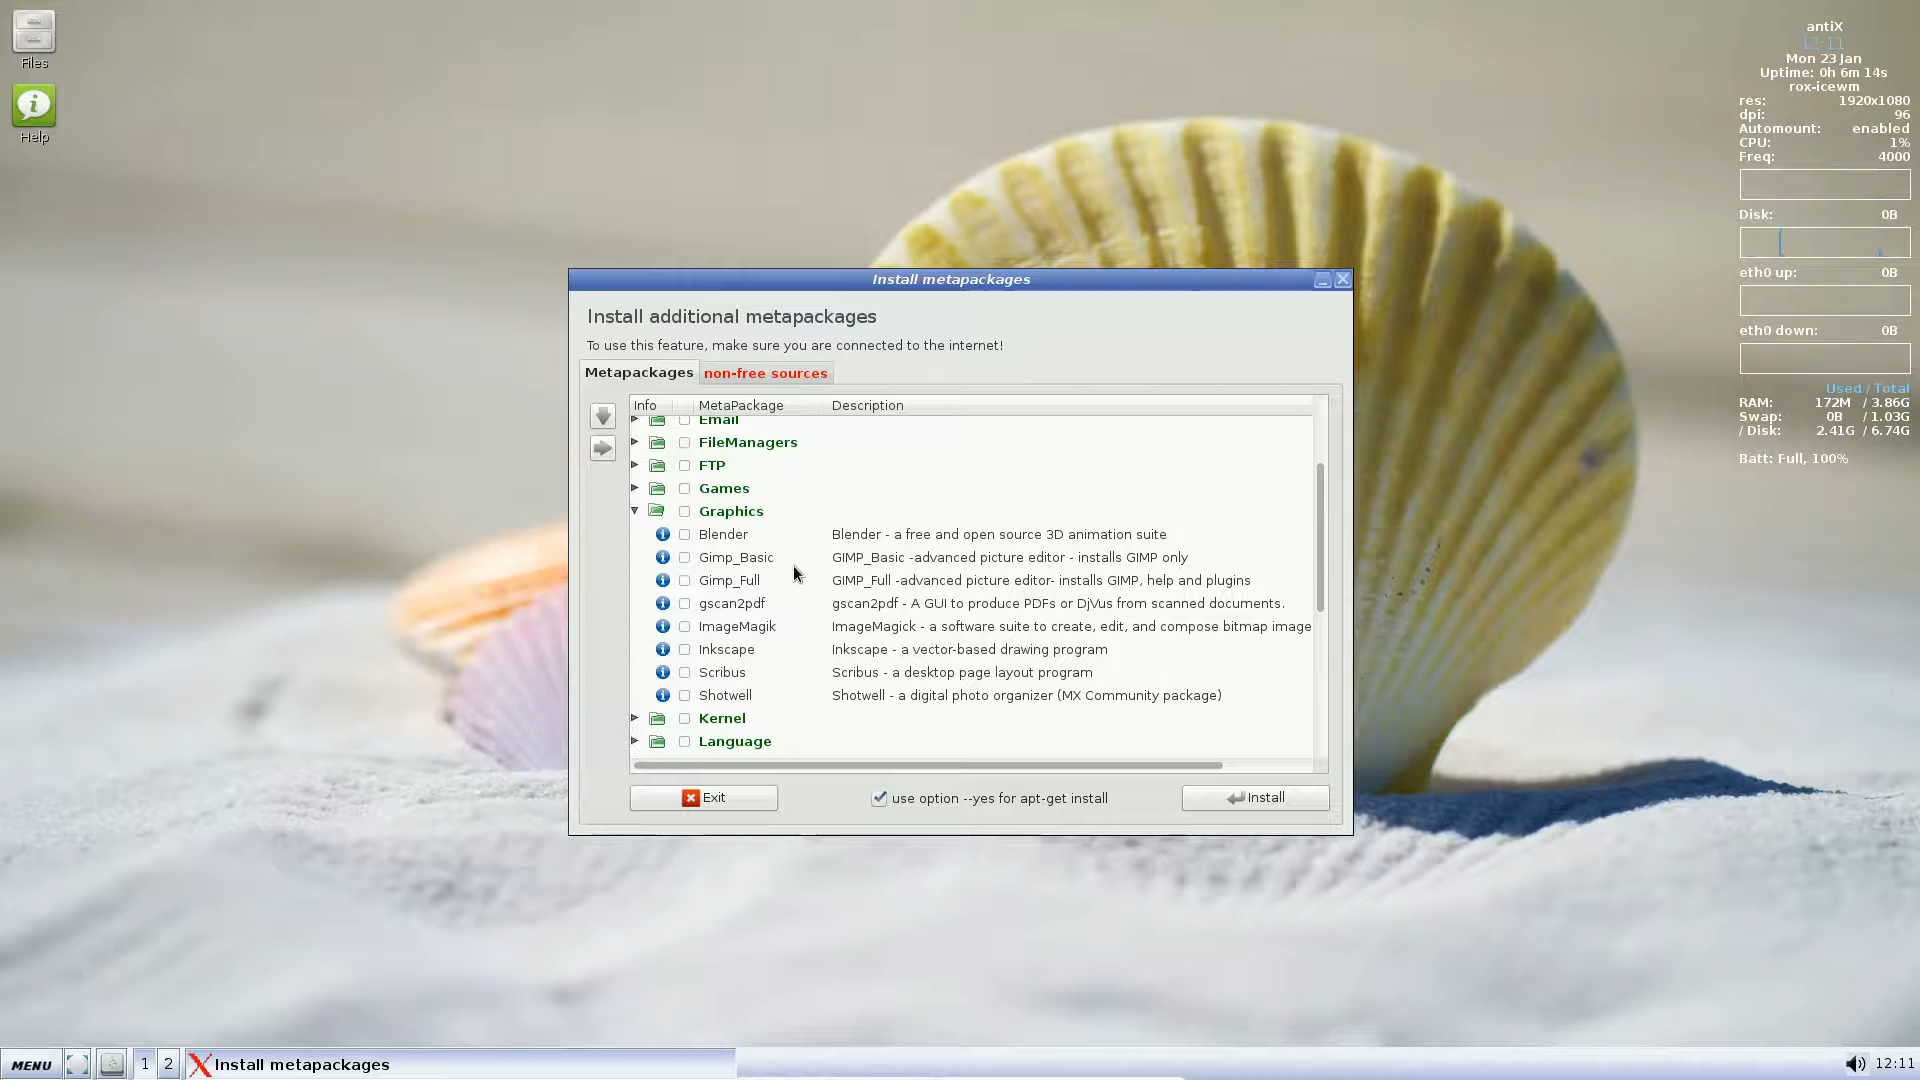 Files
Help
antiX
12:11
Mon 23 Jan
Uptime: 0h 6m 14s
rox-icewm
res: 1920x1080
dpi: 96
Automount: enabled
CPU: 1%
Freq: 4000
Disk: 0B
eth0 up: 0B
eth0 down: 0B
Used / Total
RAM: 172M / 3.86G
Swap: 0B / 1.03G
/ Disk: 2.41G / 6.74G
Batt: Full, 100%
Install metapackages
Install additional metapackages
To use this feature, make sure you are connected to the internet!
Metapackages non-free sources
Info MetaPackage Description
Email
FileManagers
FTP
Games
Graphics
Blender Blender - a free and open source 3D animation suite
Gimp_Basic GIMP_Basic -advanced picture editor - installs GIMP only
Gimp_Full GIMP_Full -advanced picture editor- installs GIMP, help and plugins
gscan2pdf gscan2pdf - A GUI to produce PDFs or DjVus from scanned documents.
ImageMagik ImageMagick - a software suite to create, edit, and compose bitmap image
Inkscape Inkscape - a vector-based drawing program
Scribus Scribus - a desktop page layout program
Shotwell Shotwell - a digital photo organizer (MX Community package)
Kernel
Language
Exit use option --yes for apt-get install Install
MENU 1 2 Install metapackages 12:11